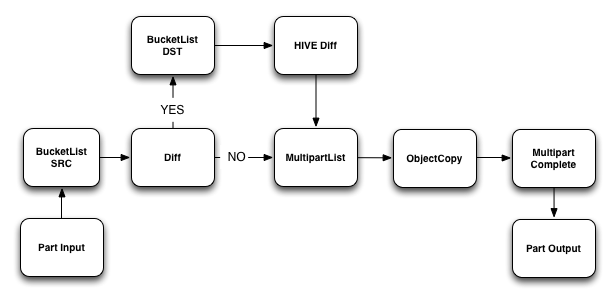 BucketList
DST
HIVE Diff
YES
BucketList
SRC
Diff
NO
MultipartList
ObjectCopy
Multipart
Complete
Part Input
Part Output